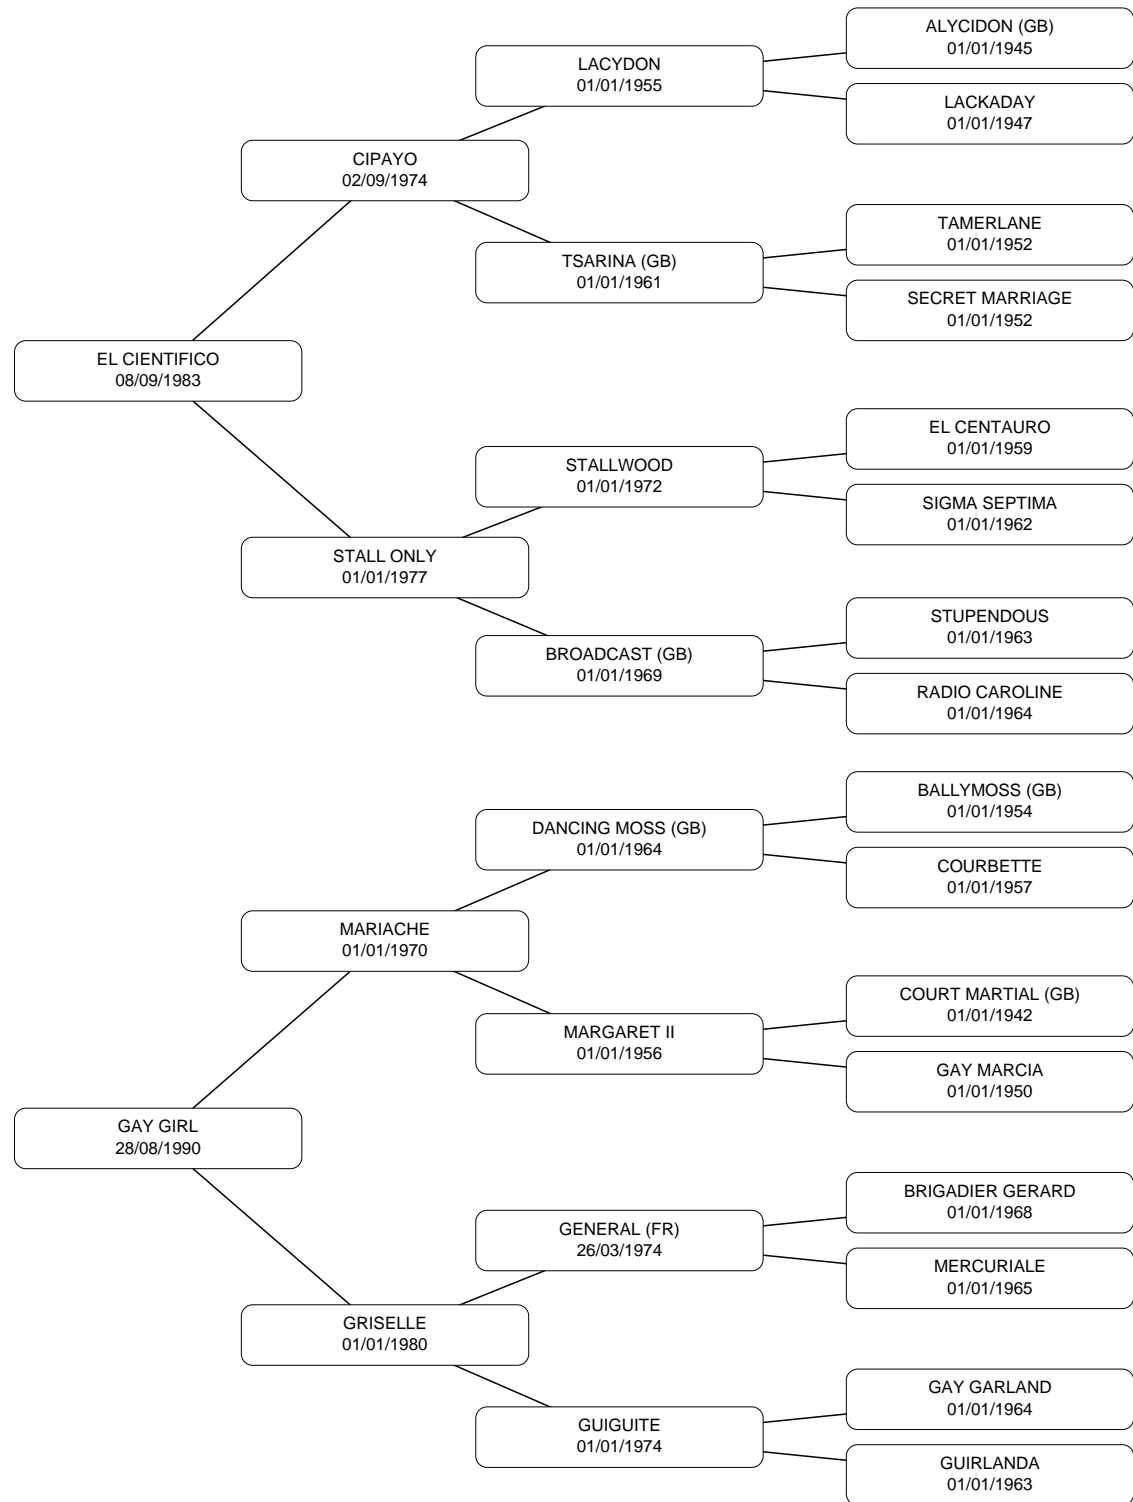 ALYCIDON (GB)
01/01/1945
LACYDON
01/01/1955
LACKADAY
01/01/1947
CIPAYO
02/09/1974
TAMERLANE
01/01/1952
TSARINA (GB)
01/01/1961
SECRET MARRIAGE
01/01/1952
EL CIENTIFICO
08/09/1983
EL CENTAURO
01/01/1959
STALLWOOD
01/01/1972
SIGMA SEPTIMA
01/01/1962
STALL ONLY
01/01/1977
STUPENDOUS
01/01/1963
BROADCAST (GB)
01/01/1969
RADIO CAROLINE
01/01/1964
BALLYMOSS (GB)
01/01/1954
DANCING MOSS (GB)
01/01/1964
COURBETTE
01/01/1957
MARIACHE
01/01/1970
COURT MARTIAL (GB)
01/01/1942
MARGARET II
01/01/1956
GAY MARCIA
01/01/1950
GAY GIRL
28/08/1990
BRIGADIER GERARD
01/01/1968
GENERAL (FR)
26/03/1974
MERCURIALE
01/01/1965
GRISELLE
01/01/1980
GAY GARLAND
01/01/1964
GUIGUITE
01/01/1974
GUIRLANDA
01/01/1963